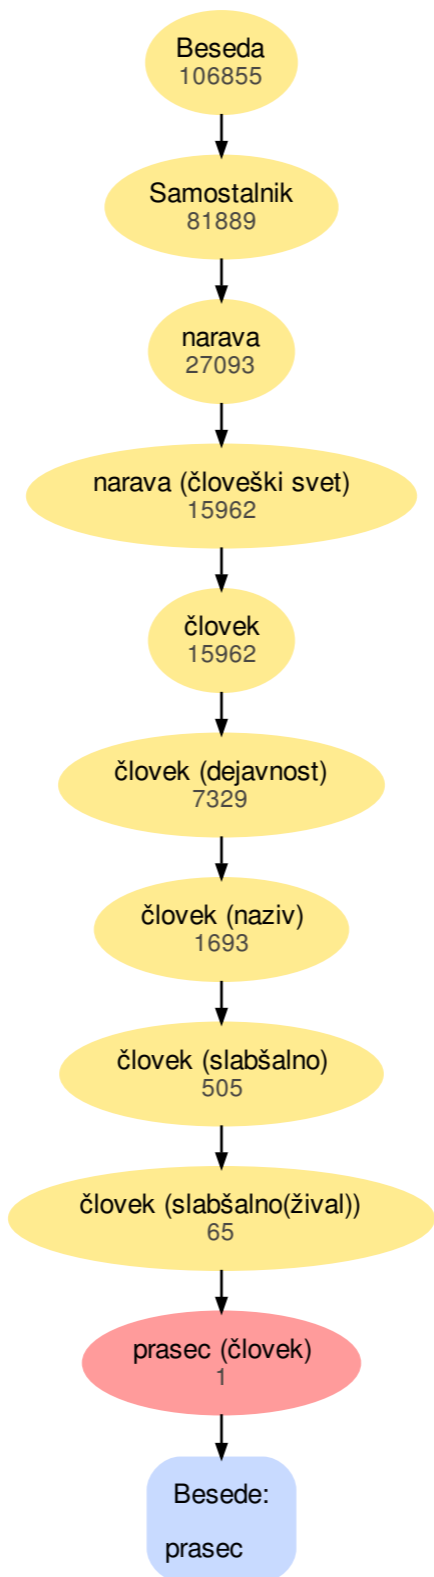 Beseda
106855
Samostalnik
81889
narava
27093
narava (človeški svet)
15962
človek
15962
človek (dejavnost)
7329
človek (naziv)
1693
človek (slabšalno)
505
človek (slabšalno(žival))
65
prasec (človek)
1
Besede:
prasec